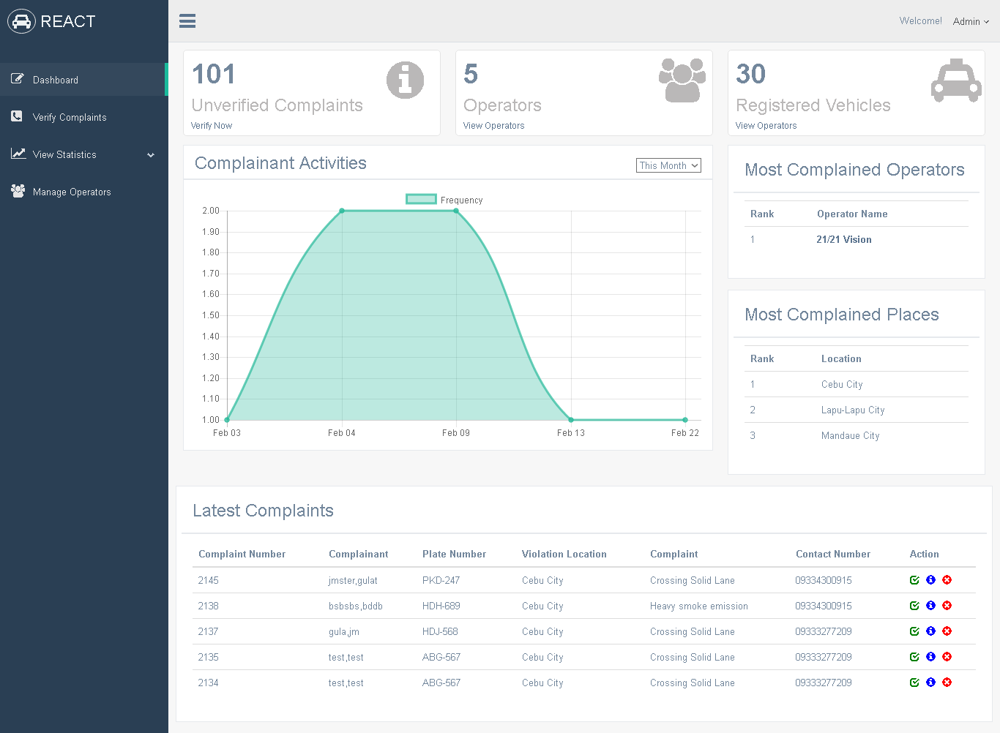 REACT
Welcome! Admin
Dashboard
Verify Complaints
View Statistics
Manage Operators
101
Unverified Complaints
Verify Now
5
Operators
View Operators
30
Registered Vehicles
View Operators
Complainant Activities
This Month
Frequency
2.00
1.90
1.80
1.70
1.60
1.50
1.40
1.30
1.20
1.10
1.00
Feb 03 Feb 04 Feb 09 Feb 13 Feb 22
Most Complained Operators
Rank Operator Name
1 21/21 Vision
Most Complained Places
Rank Location
1 Cebu City
2 Lapu-Lapu City
3 Mandaue City
Latest Complaints
Complaint Number Complainant Plate Number Violation Location Complaint Contact Number Action
2145 jmster,gulat PKD-247 Cebu City Crossing Solid Lane 09334300915
2138 bsbsbs,bddb HDH-689 Cebu City Heavy smoke emission 09334300915
2137 gula,jm HDJ-568 Cebu City Crossing Solid Lane 09333277209
2135 test,test ABG-567 Cebu City Crossing Solid Lane 09333277209
2134 test,test ABG-567 Cebu City Crossing Solid Lane 09333277209